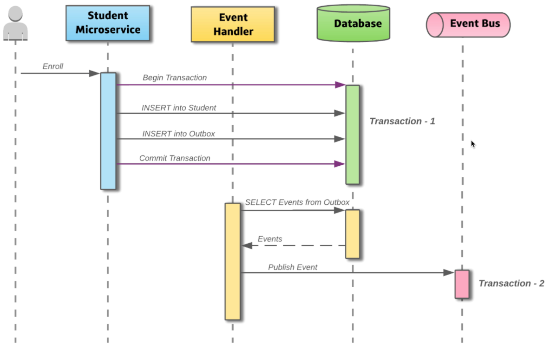 Student
Microservice
Event
Handler
Database
Event Bus
Enroll
Begin Transaction
INSERT into Student
INSERT into Outbox
Commit Transaction
Transaction - 1
SELECT Events from Outbox
Events
Publish Event
Transaction - 2